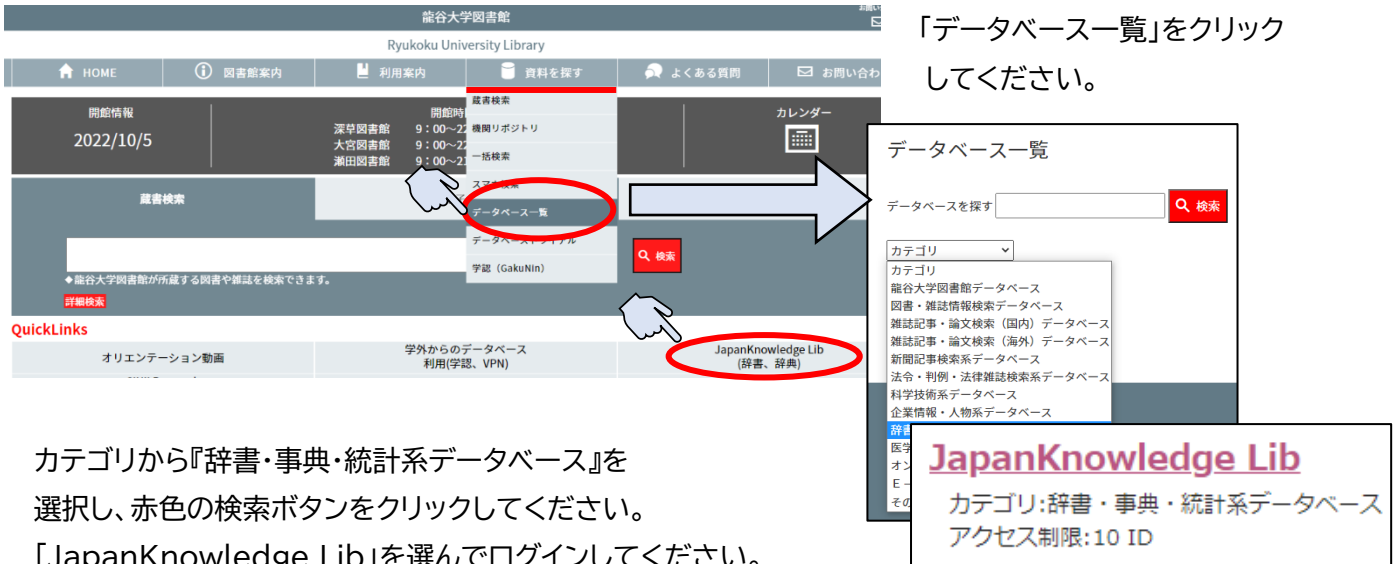 龍谷大学図書館
Ryukoku University Library
HOME
図書館案内
利用案内
資料を探す
よくある質問
お問い合わ
開館情報
2022/10/5
開館時
深草図書館 9：00～22
大宮図書館 9：00～22
瀬田図書館 9：00～21
カレンダー
蔵書検索
機関リポジトリ
一括検索
データベース一覧
学認（GakuNin）
蔵書検索
検索
◆龍谷大学図書館が所蔵する図書や雑誌を検索できます。
詳細検索
QuickLinks
オリエンテーション動画
学外からのデータベース
利用(学認、VPN)
JapanKnowledge Lib
(辞書、辞典)
「データベース一覧」をクリック
してください。
データベース一覧
データベースを探す
検索
カテゴリ
カテゴリ
龍谷大学図書館データベース
図書・雑誌情報検索データベース
雑誌記事・論文検索（国内）データベース
雑誌記事・論文検索（海外）データベース
新聞記事検索系データベース
法令・判例・法律雑誌検索系データベース
科学技術系データベース
企業情報・人物系データベース
JapanKnowledge Lib
カテゴリ:辞書・事典・統計系データベース
アクセス制限:10 ID
カテゴリから『辞書・事典・統計系データベース』を
選択し、赤色の検索ボタンをクリックしてください。
「JapanKnowledge Lib」を選んでログインしてください。